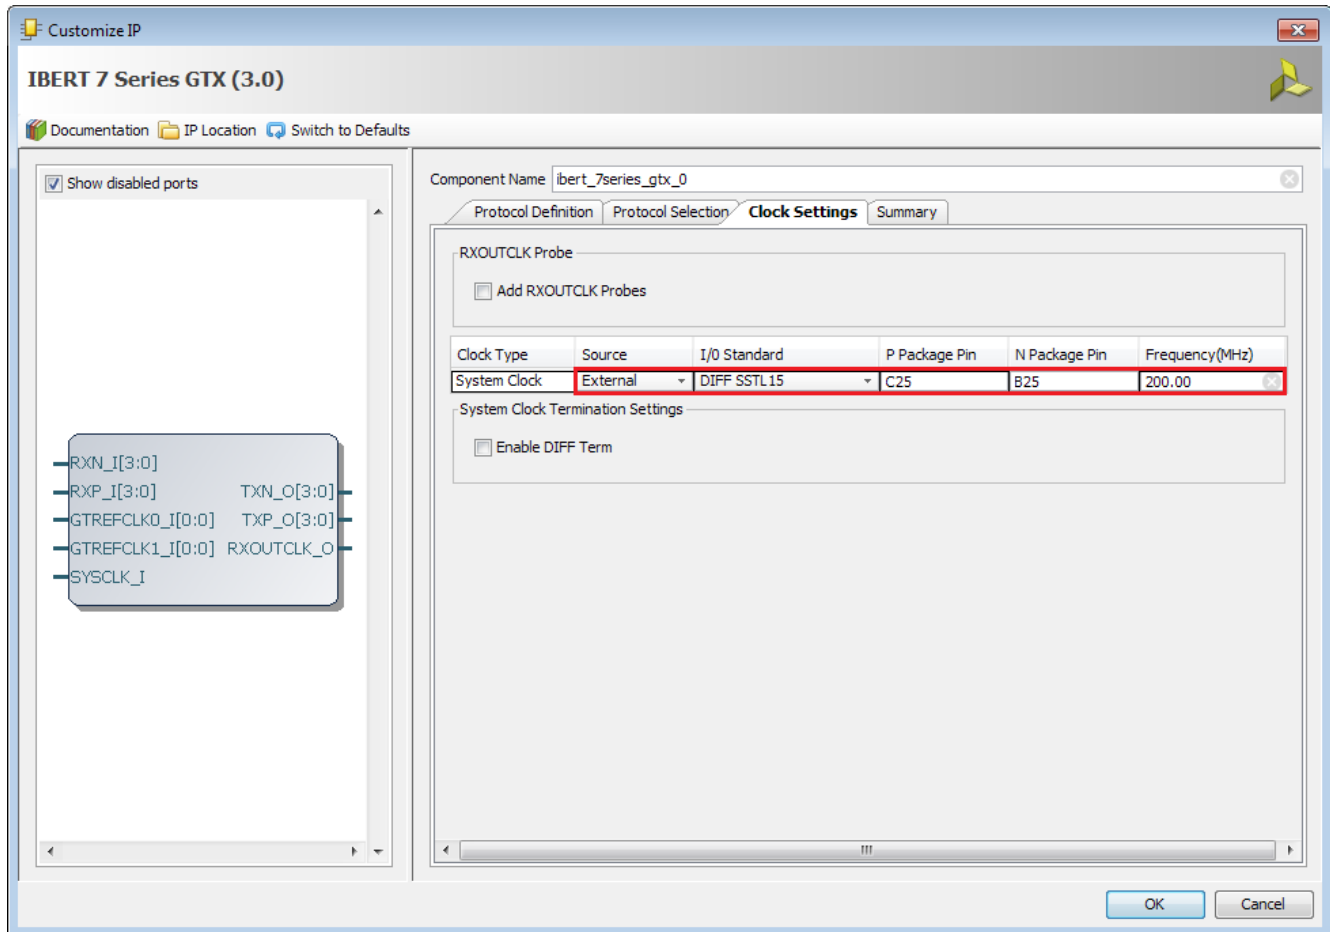 Customize IP
IBERT 7 Series GTX (3.0)
Documentation IP Location Switch to Defaults
Show disabled ports
RXN_I[3:0]
RXP_I[3:0] TXN_O[3:0]
GTREFCLK0_I[0:0] TXP_O[3:0]
GTREFCLK1_I[0:0] RXOUTCLK_O
SYSCLK_I
Component Name ibert_7series_gtx_0
Protocol Definition Protocol Selection Clock Settings Summary
RXOUTCLK Probe
Add RXOUTCLK Probes
Clock Type Source I/0 Standard P Package Pin N Package Pin Frequency(MHz)
System Clock External DIFF SSTL15 C25 B25 200.00
System Clock Termination Settings
Enable DIFF Term
OK Cancel